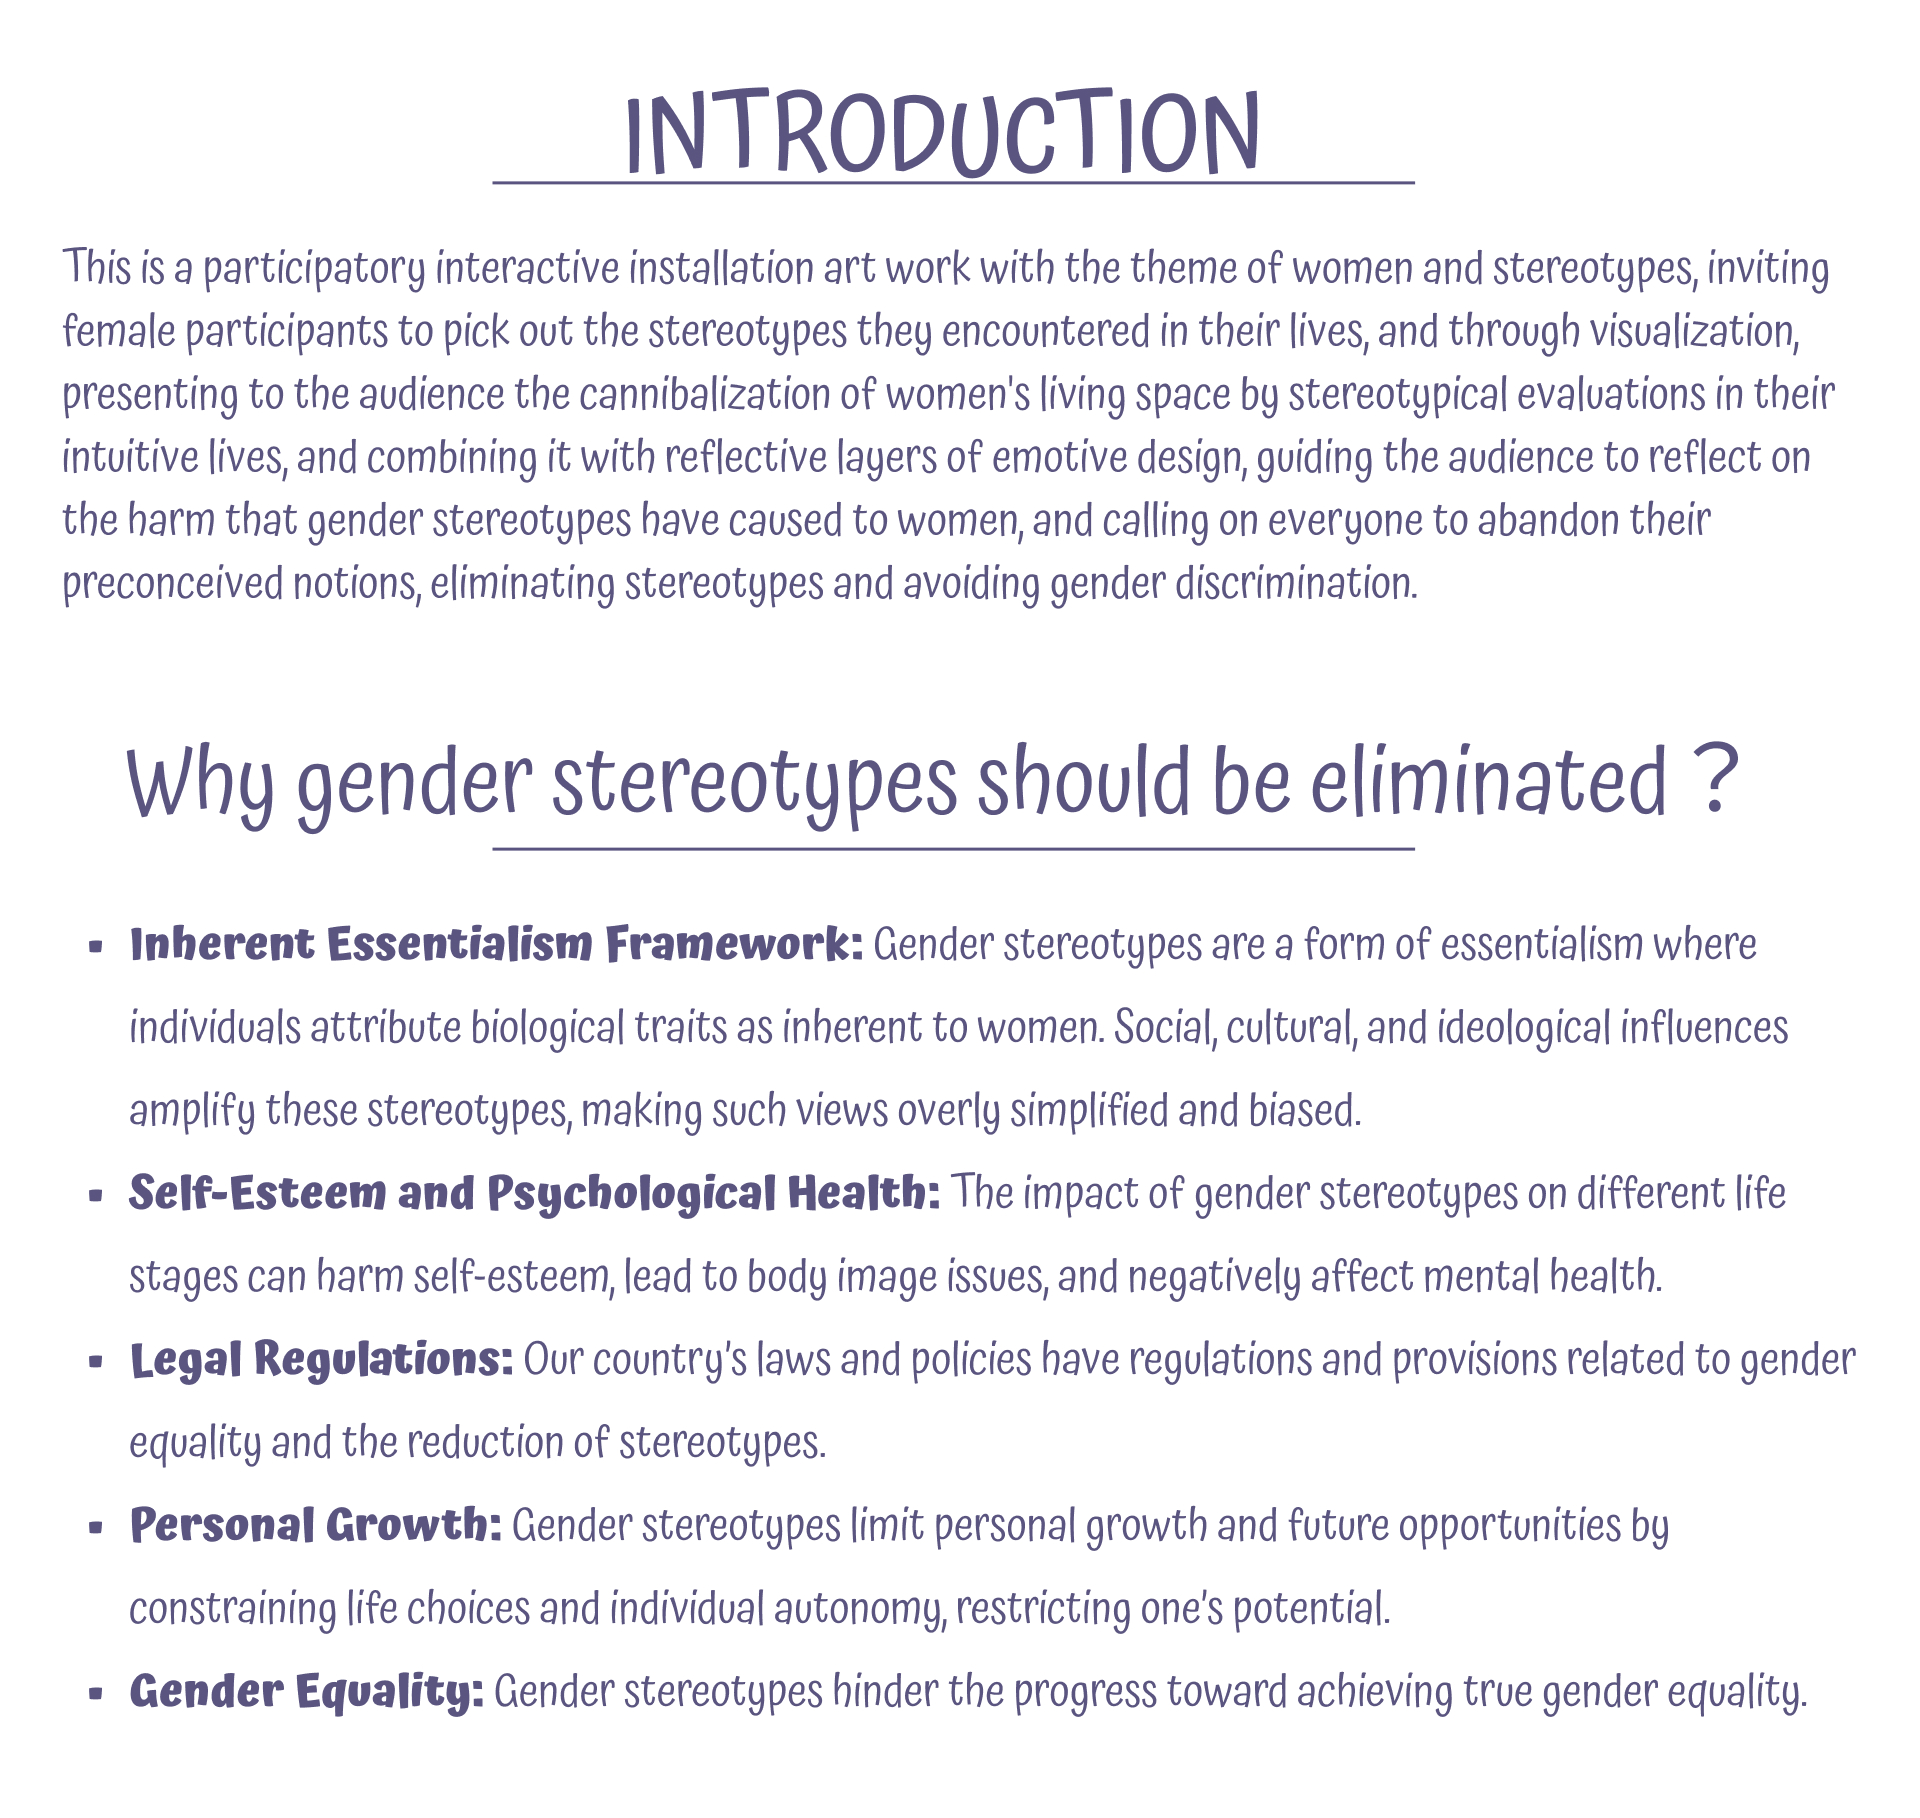 INTRODUCTION
This is a participatory interactive installation art work with the theme of women and stereotypes, inviting
female participants to pick out the stereotypes they encountered in their lives, and through visualization,
presenting to the audience the cannibalization of women's living space by stereotypical evaluations in their
intuitive lives, and combining it with reflective layers of emotive design, guiding the audience to reflect on
the harm that gender stereotypes have caused to women, and calling on everyone to abandon their
preconceived notions, eliminating stereotypes and avoiding gender discrimination.
Why gender stereotypes should be eliminated ?
▪ Inherent Essentialism Framework: Gender stereotypes are a form of essentialism where
individuals attribute biological traits as inherent to women. Social, cultural, and ideological influences
amplify these stereotypes, making such views overly simplified and biased.
▪ Self-Esteem and Psychological Health: The impact of gender stereotypes on different life
stages can harm self-esteem, lead to body image issues, and negatively affect mental health.
▪ Legal Regulations: Our country’s laws and policies have regulations and provisions related to gender
equality and the reduction of stereotypes.
▪ Personal Growth: Gender stereotypes limit personal growth and future opportunities by
constraining life choices and individual autonomy, restricting one’s potential.
▪ Gender Equality: Gender stereotypes hinder the progress toward achieving true gender equality.